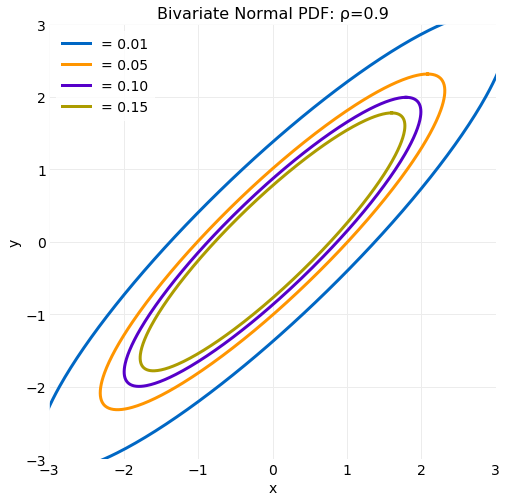 Bivariate Normal PDF: ρ=0.9
3
2
1
0
−1
−2
−3
y
= 0.01
= 0.05
= 0.10
= 0.15
−3 −2 −1 0 1 2 3
x